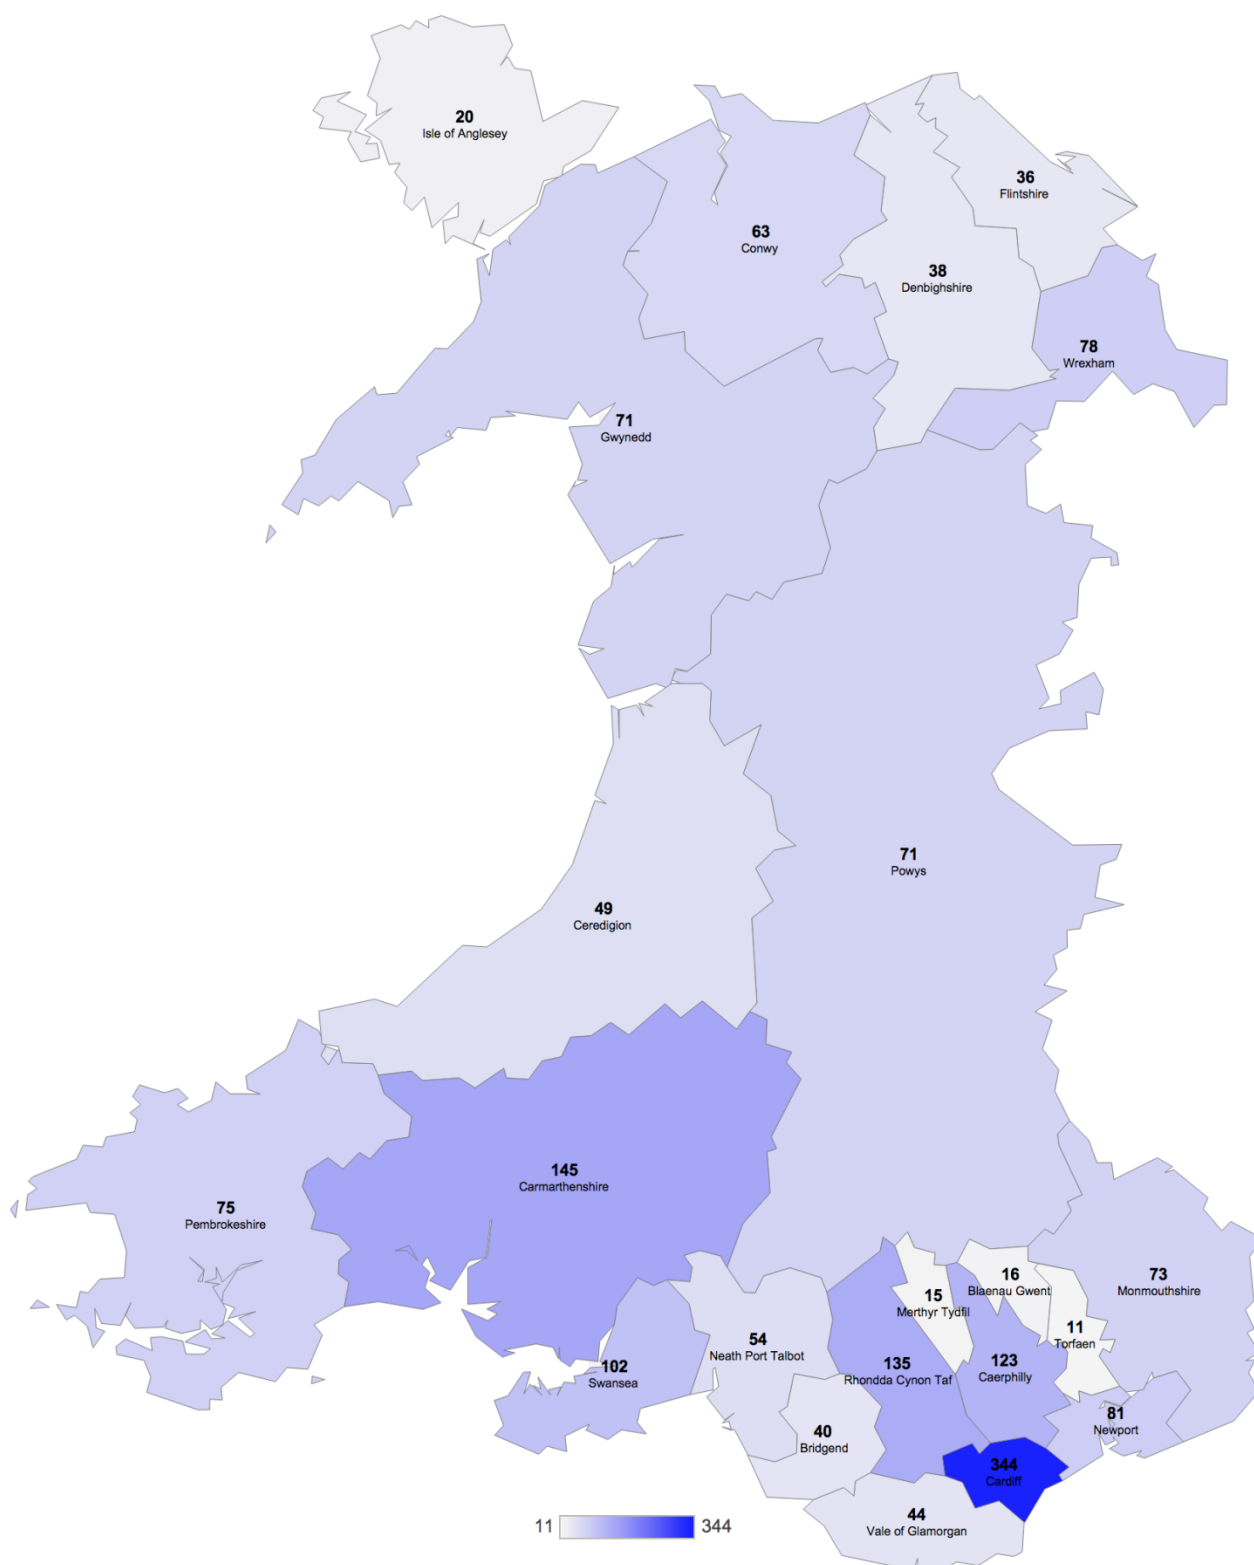 20
Isle of Anglesey
36
Flintshire
63
Conwy
38
Denbighshire
78
Wrexham
71
Gwynedd
71
Powys
49
Ceredigion
145
Carmarthenshire
75
Pembrokeshire
16
Blaenau Gwent
73
Monmouthshire
15
Merthyr Tydfil
11
Torfaen
54
Neath Port Talbot
102
Swansea
135
Rhondda Cynon Taf
123
Caerphilly
81
Newport
40
Bridgend
344
Cardiff
44
Vale of Glamorgan
11 344